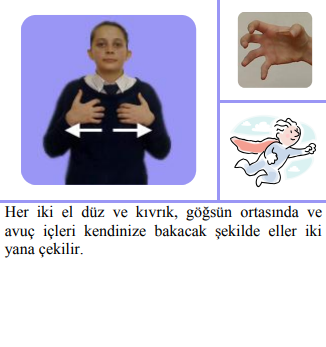 Her iki el düz ve kıvrık, göğsün ortasında ve
avuç içleri kendinize bakacak şekilde eller iki
yana çekilir.